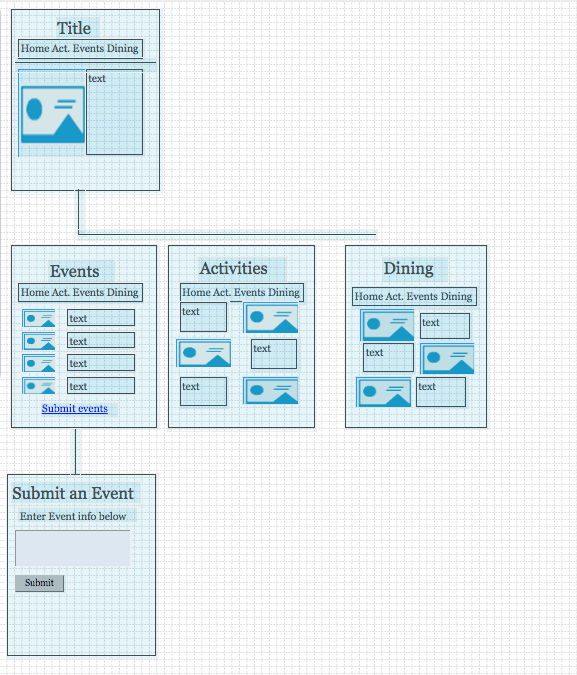 Title
Home Act. Events Dining
text
Events
Home Act. Events Dining
text
text
text
text
Submit events
Activities
Home Act. Events Dining
text
text
text
Dining
Home Act. Events Dining
text
text
text
Submit an Event
Enter Event info below
Submit